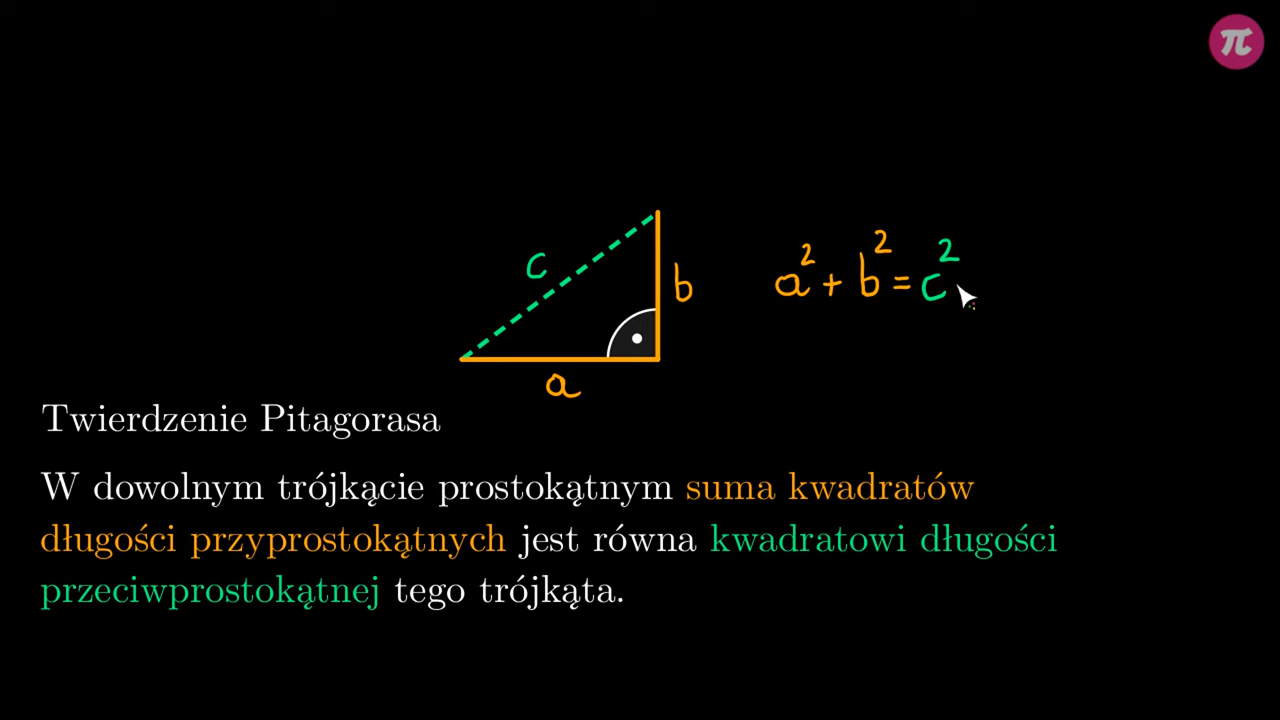 π
c
b
a² + b² = c²
a
Twierdzenie Pitagorasa
W dowolnym trójkącie prostokątnym suma kwadratów
długości przyprostokątnych jest równa kwadratowi długości
przeciwprostokątnej tego trójkąta.